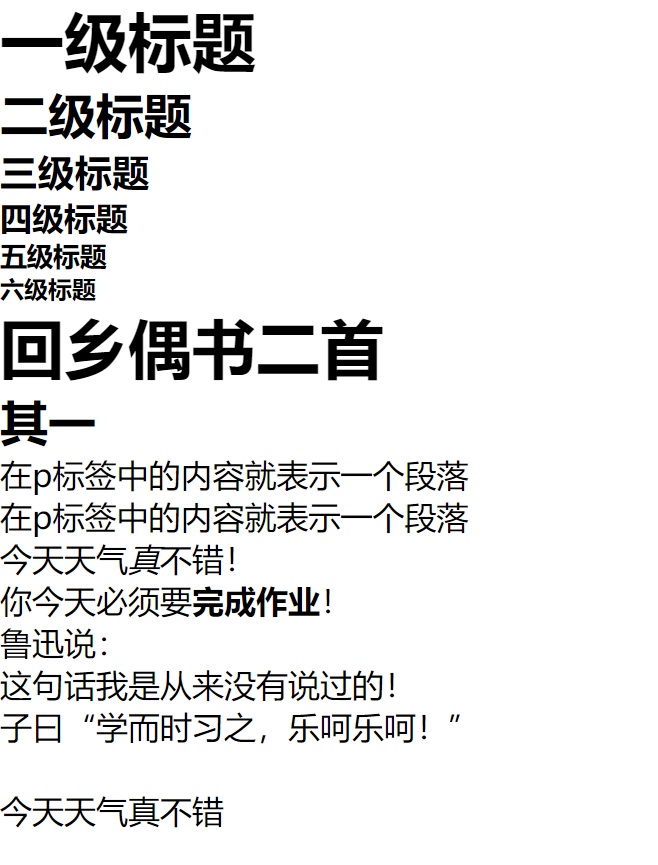 一级标题
二级标题
三级标题
四级标题
五级标题
六级标题
回乡偶书二首
其一
在p标签中的内容就表示一个段落
在p标签中的内容就表示一个段落
今天天气真不错！
你今天必须要完成作业！
鲁迅说：
这句话我是从来没有说过的！
子曰“学而时习之，乐呵乐呵！”
今天天气真不错